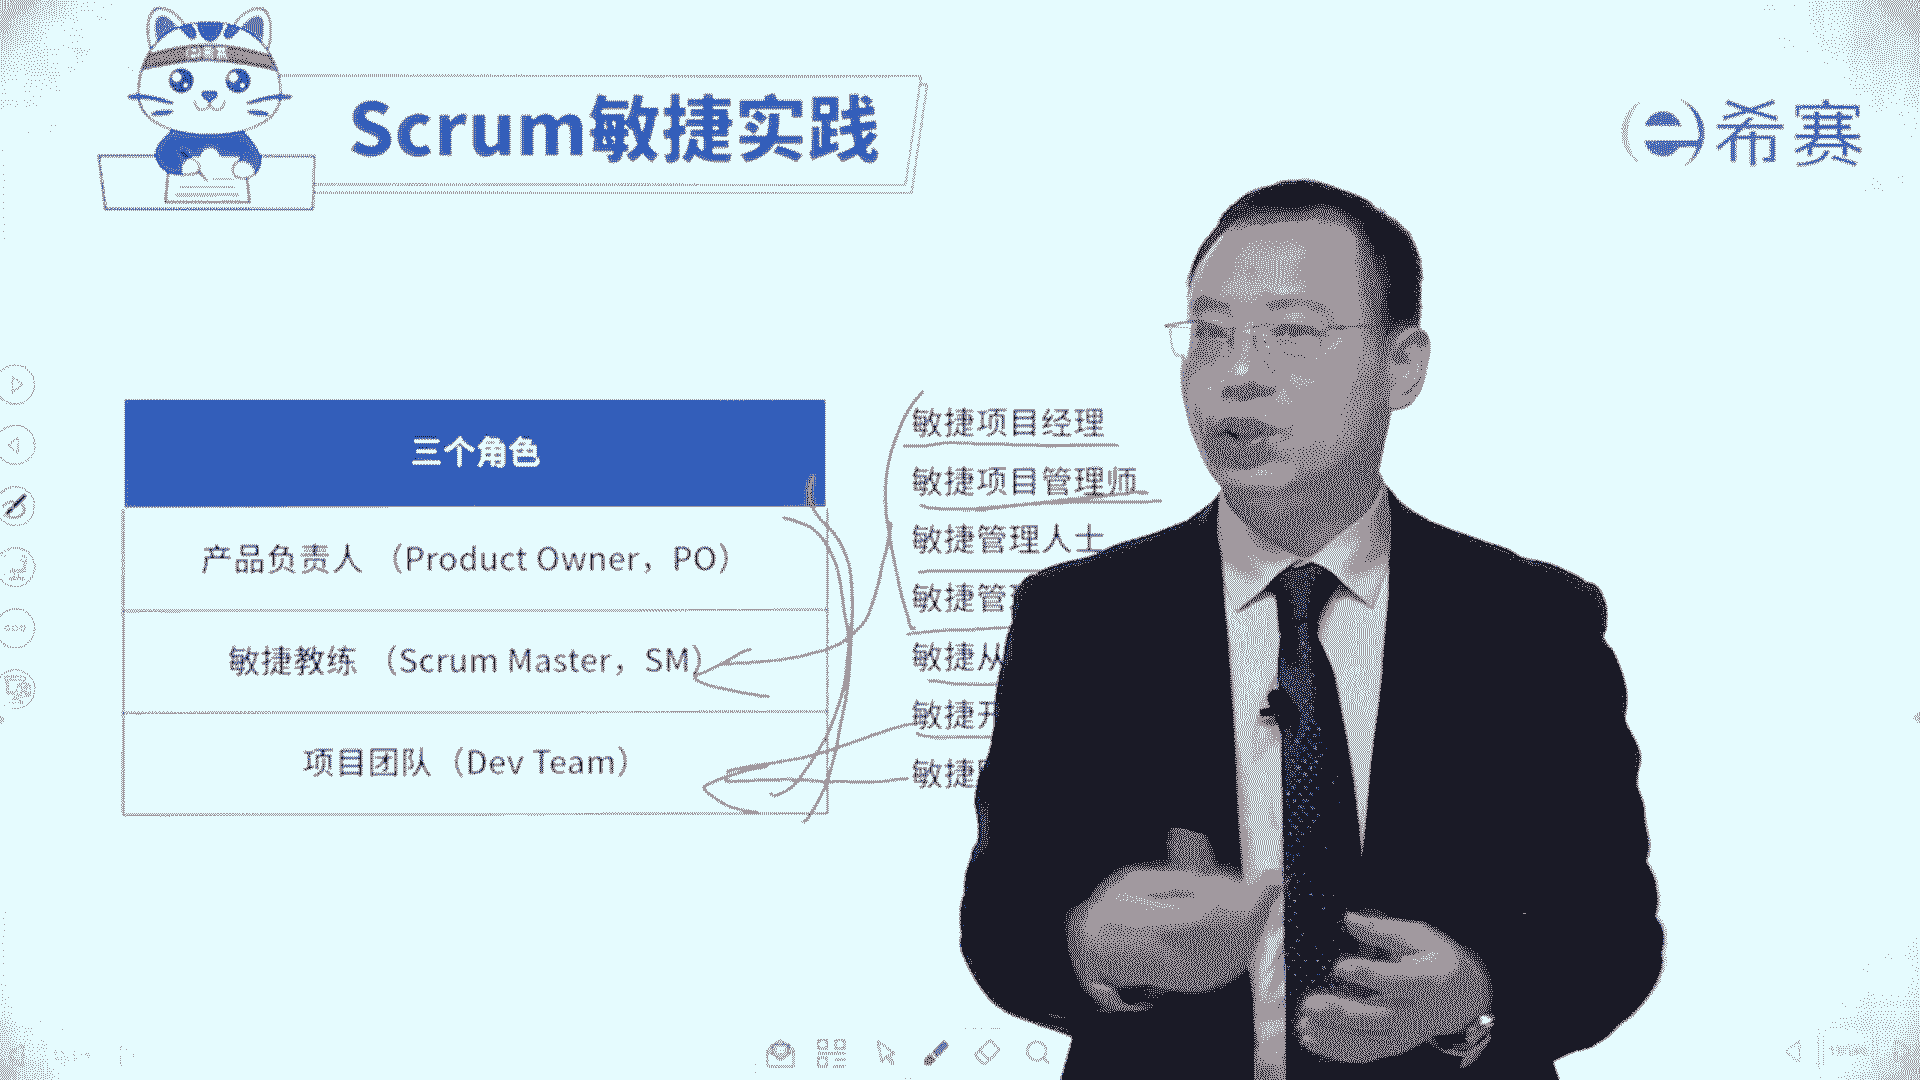 Scrum敏捷实践
希赛
三个角色
产品负责人 （Product Owner，PO）
敏捷教练 （Scrum Master，SM）
项目团队（Dev Team）
敏捷项目经理
敏捷项目管理师
敏捷管理人士
敏捷管
敏捷从
敏捷开
敏捷